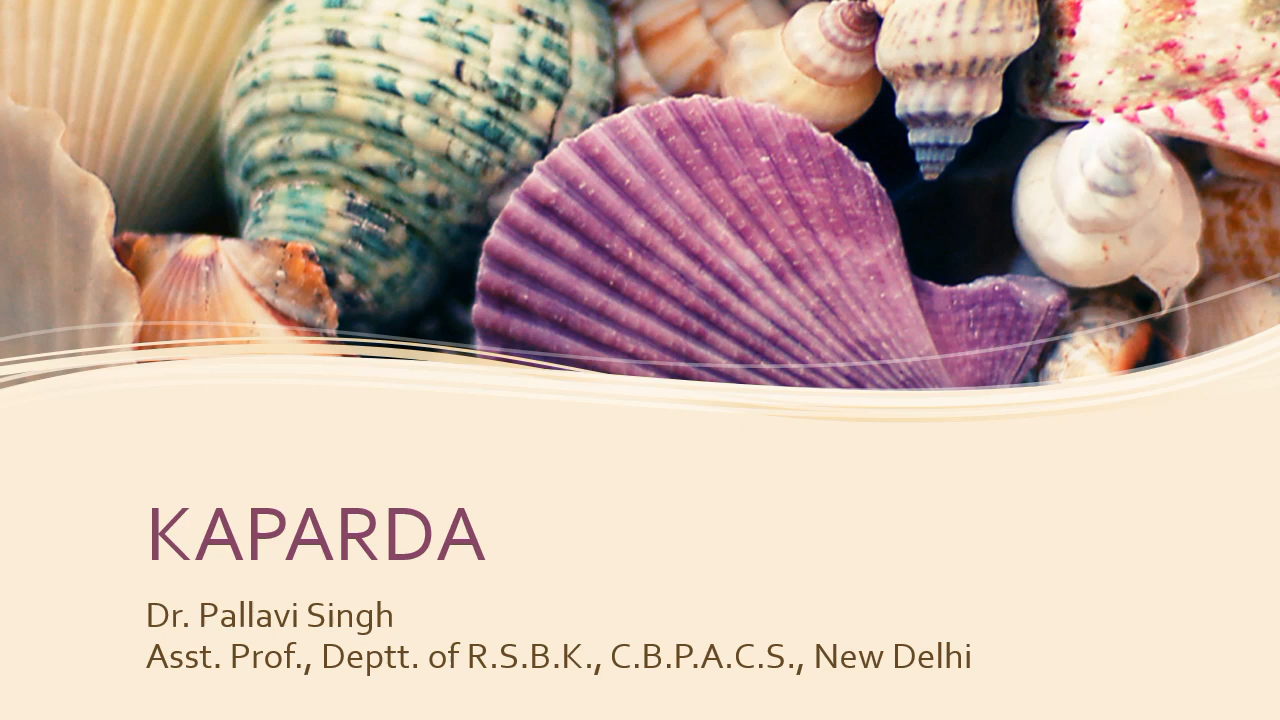 KAPARDA
Dr. Pallavi Singh
Asst. Prof., Deptt. of R.S.B.K., C.B.P.A.C.S., New Delhi